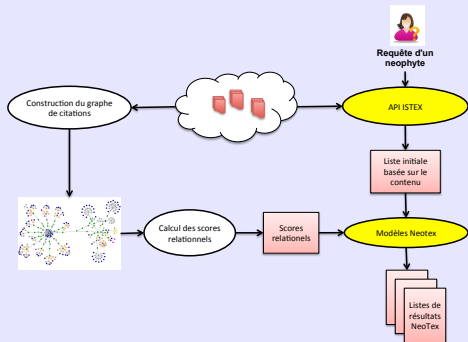 Requête d'un
neophyte
Construction du graphe
de citations
API ISTEX
Liste initiale
basée sur le
contenu
Calcul des scores
relationnels
Scores
relationels
Modèles Neotex
Listes de
résultats
NeoTex